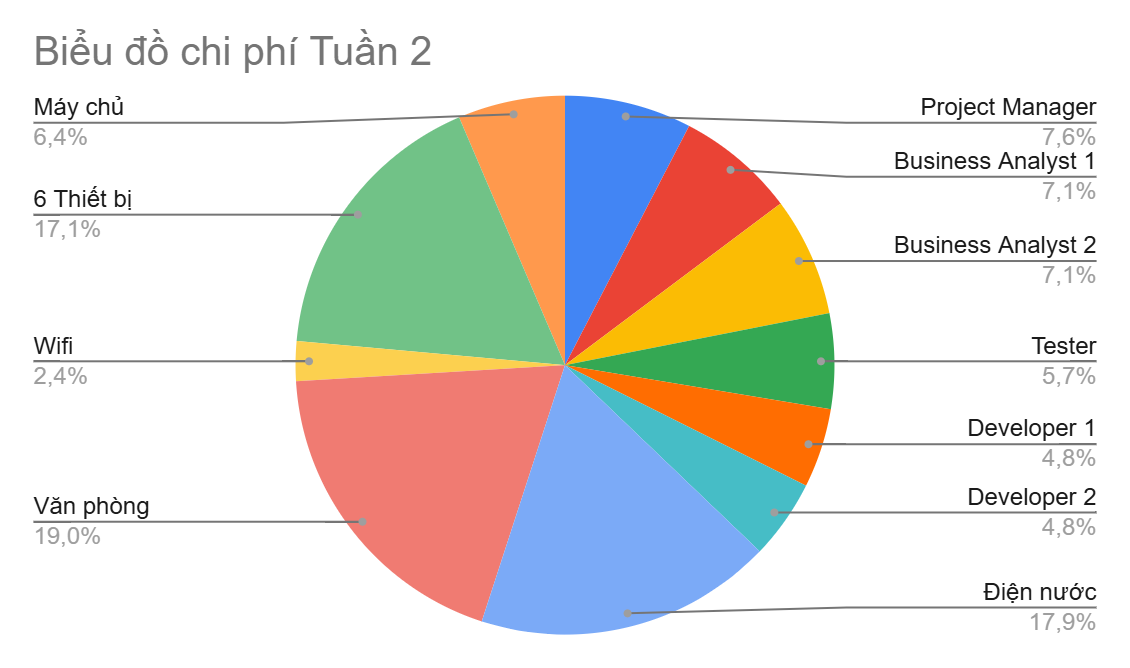 Biểu đồ chi phí Tuần 2
Máy chủ
6,4%
6 Thiết bị
17,1%
Wifi
2,4%
Văn phòng
19,0%
Project Manager
7,6%
Business Analyst 1
7,1%
Business Analyst 2
7,1%
Tester
5,7%
Developer 1
4,8%
Developer 2
4,8%
Điện nước
17,9%